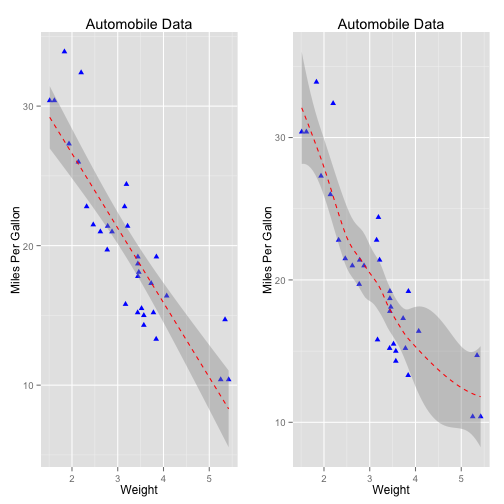 Automobile Data
Miles Per Gallon
30
20
10
2 3 4 5
Weight
Automobile Data
Miles Per Gallon
30
20
10
2 3 4 5
Weight